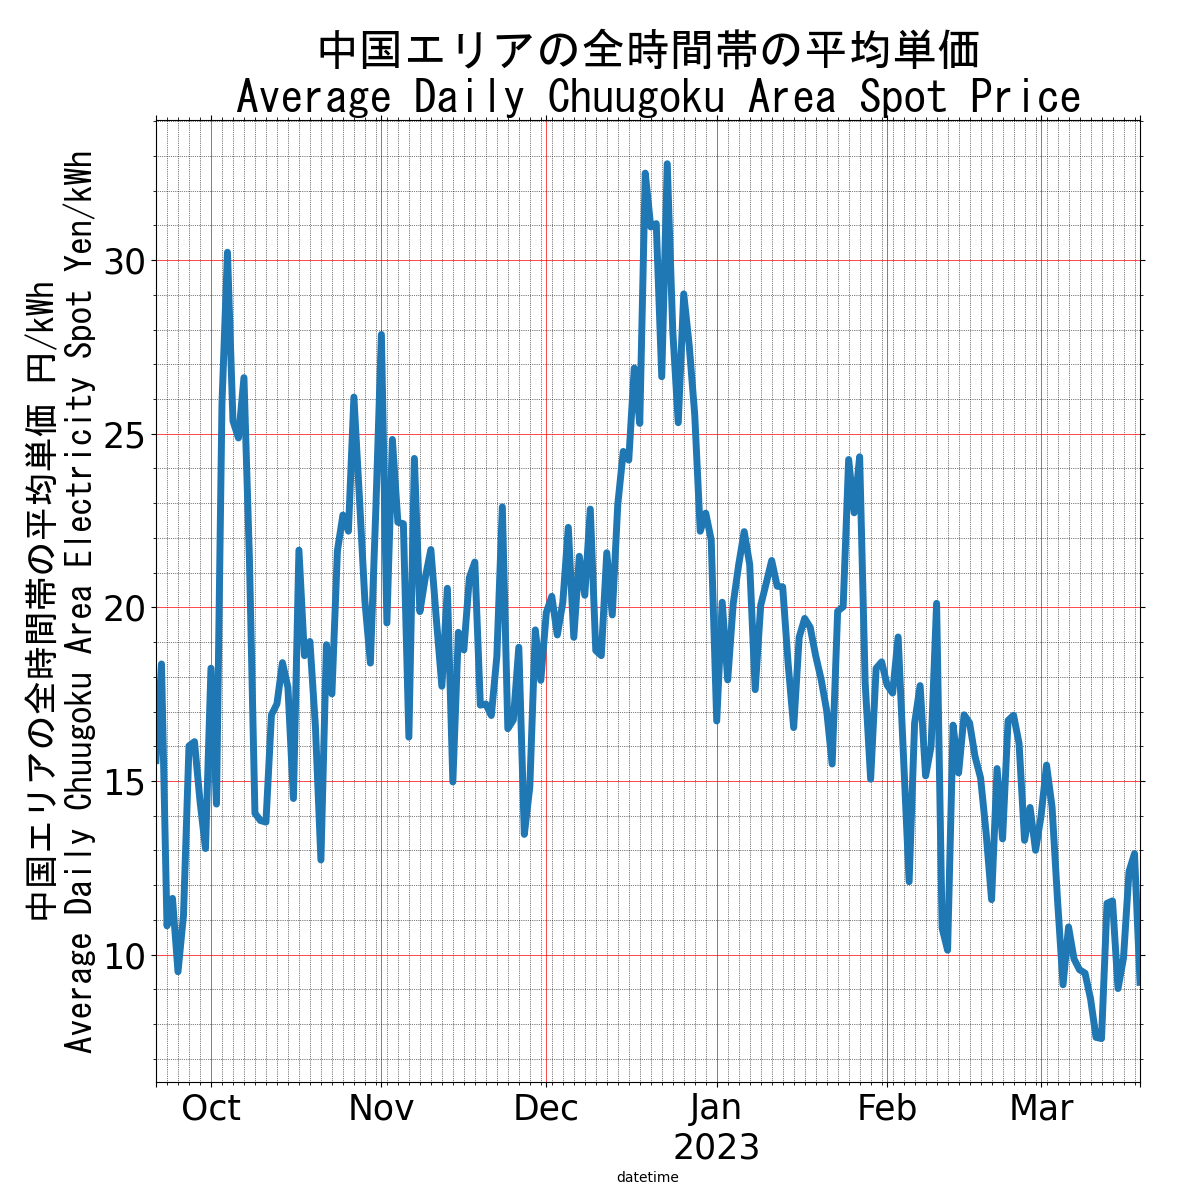 中国エリアの全時間帯の平均単価
Average Daily Chuugoku Area Spot Price
中国エリアの全時間帯の平均単価 円/kWh
Average Daily Chuugoku Area Electricity Spot Yen/kWh
30
25
20
15
10
Oct
Nov
Dec
Jan
Feb
Mar
2023
datetime